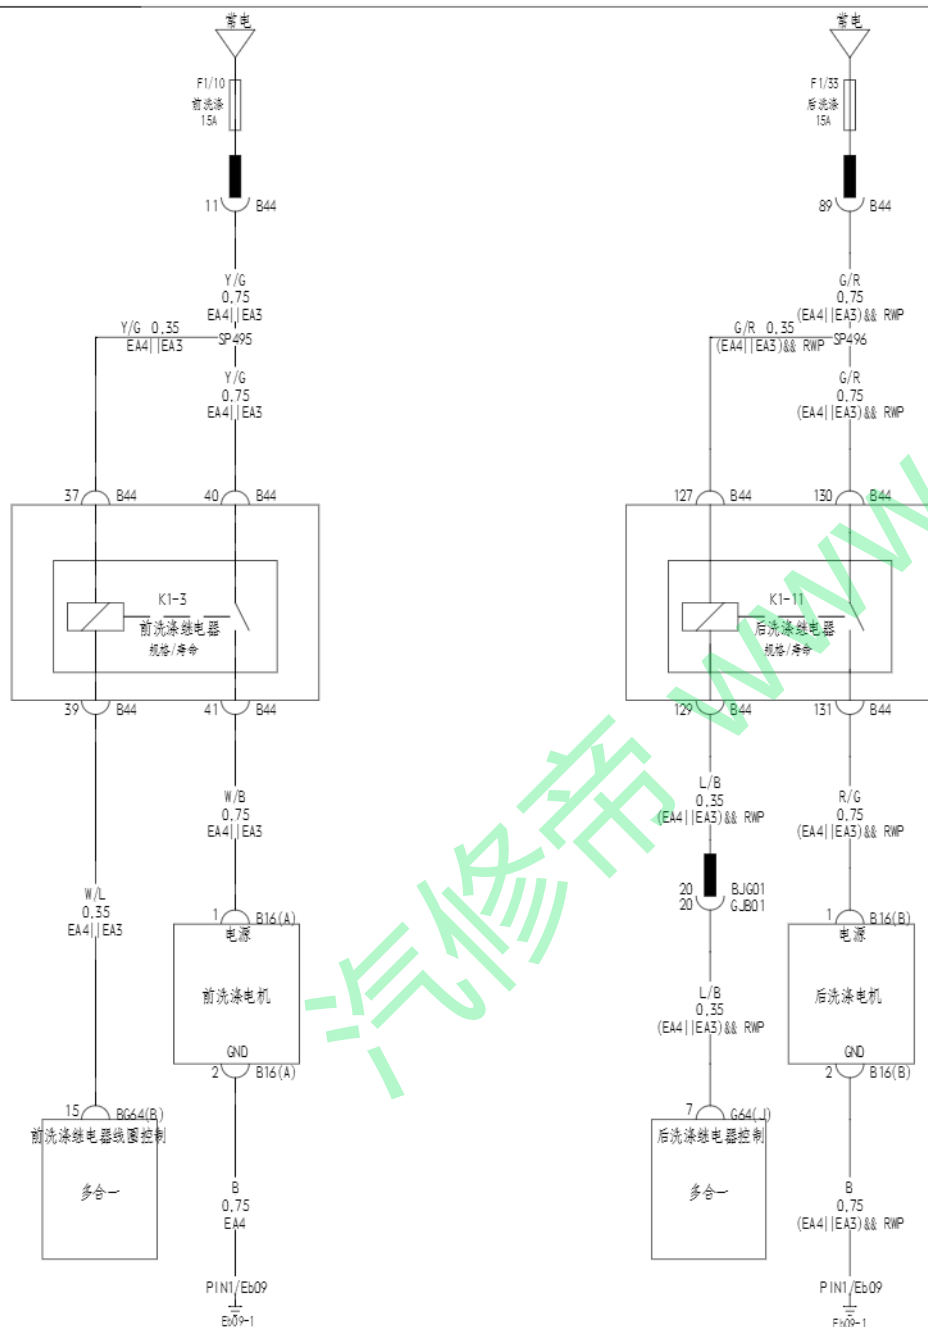 常电
F1/10
前洗涤
15A
11 B44
Y/G
0.75
EA4||EA3
Y/G 0.35
EA4||EA3
SP495
Y/G
0.75
EA4||EA3
37 B44
40 B44
K1-3
前洗涤继电器
规格/寿命
39 B44
41 B44
W/B
0.75
EA4||EA3
W/L
0.35
EA4||EA3
1 B16(A)
电源
前洗涤电机
GND
2 B16(A)
15 BG64(B)
前洗涤继电器线圈控制
多合一
B
0.75
EA4
PIN1/Eb09
Eb09-1
常电
F1/33
后洗涤
15A
89 B44
G/R
0.75
(EA4||EA3)&& RWP
G/R 0.35
(EA4||EA3)&& RWP
SP496
G/R
0.75
(EA4||EA3)&& RWP
127 B44
130 B44
K1-11
后洗涤继电器
规格/寿命
129 B44
131 B44
L/B
0.35
(EA4||EA3)&& RWP
R/G
0.75
(EA4||EA3)&& RWP
20 BJG01
20 GJB01
L/B
0.35
(EA4||EA3)&& RWP
1 B16(B)
电源
后洗涤电机
GND
2 B16(B)
7 G64(J)
后洗涤继电器控制
多合一
B
0.75
(EA4||EA3)&& RWP
PIN1/Eb09
Eb09-1
汽修帝 www